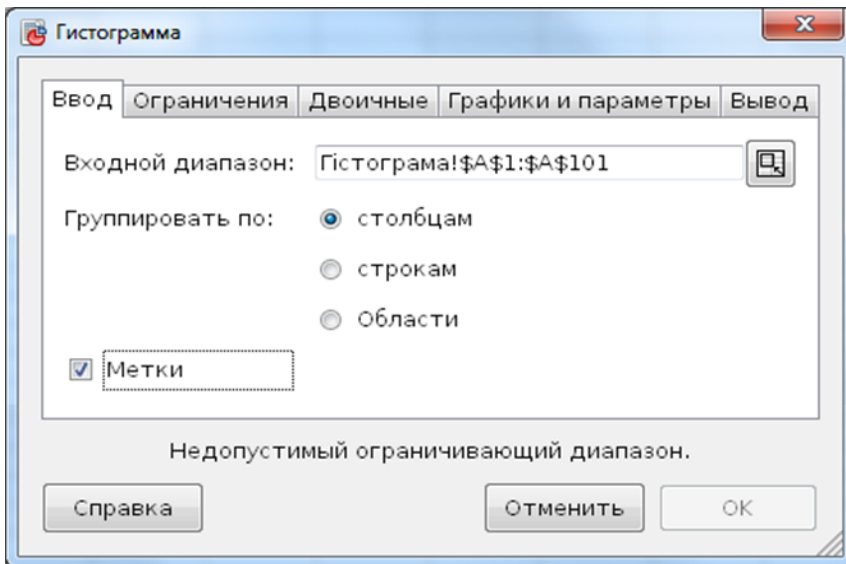 Гистограмма
Ввод Ограничения Двоичные Графики и параметры Вывод
Входной диапазон: Гістограма!$A$1:$A$101
Группировать по: столбцам
строкам
Области
Метки
Недопустимый ограничивающий диапазон.
Справка Отменить OK